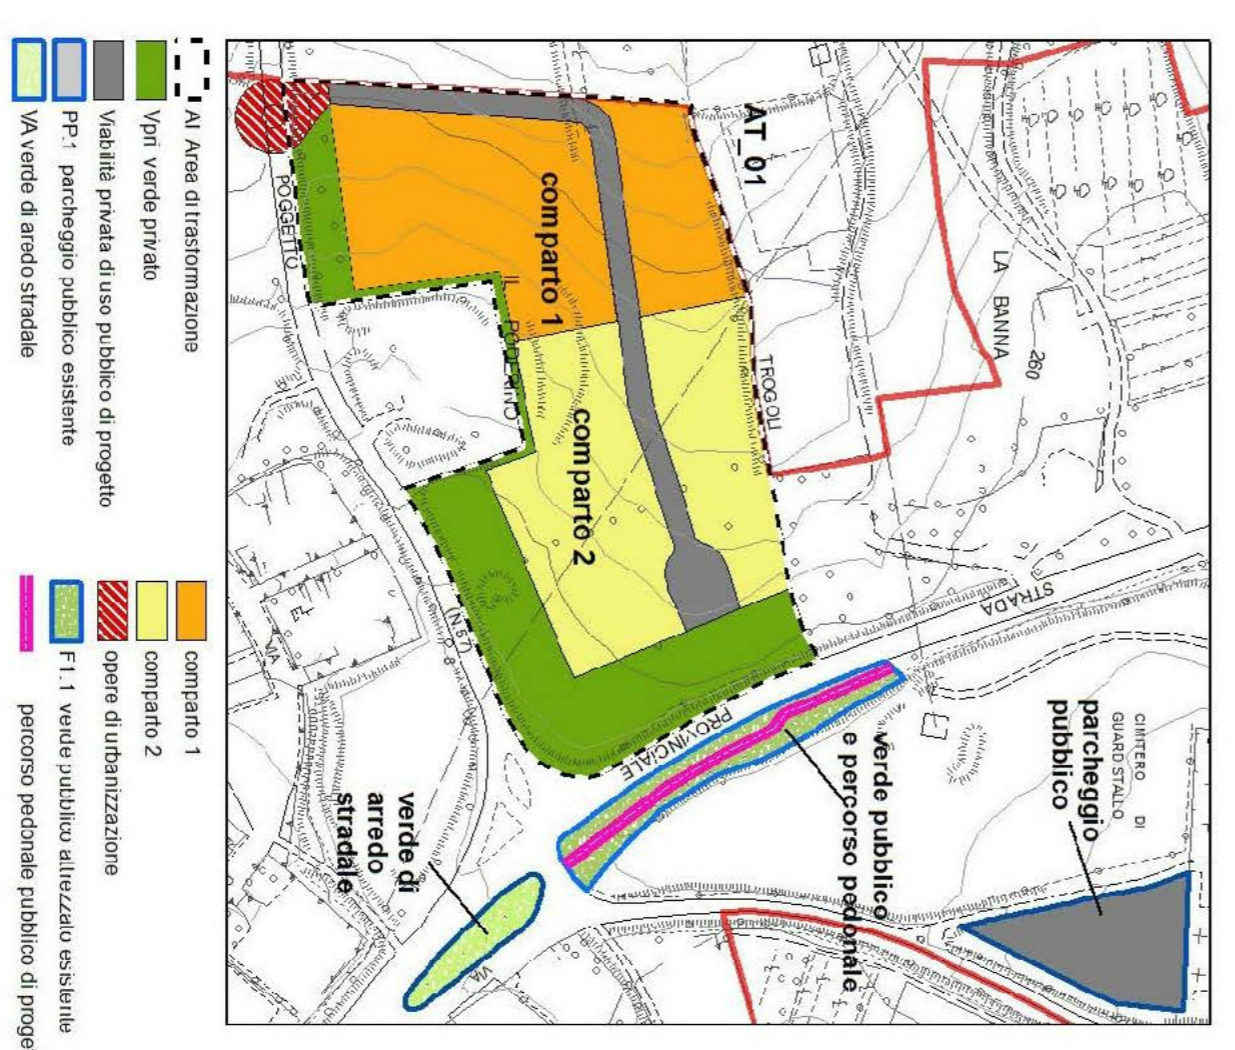 AT_01
LA BANNA
260
TROGOLI
comparto 1
IL
POGGETTO
comparto 2
STRADA
PROVINCIALE
(N 57)
VIA
VIA
CIMITERO DI
GUARDSTALLO
parcheggio
pubblico
verde pubblico
e percorso pedonale
verde di
arredo
stradale
AI Area di trasformazione
Vpri verde privato
Viabilità privata di uso pubblico di progetto
PP.1 parcheggio pubblico esistente
VA verde di aredo stradale
comparto 1
comparto 2
opere di urbanizzazione
F1.1 verde pubblico attrezzato esistente
percorso pedonale pubblico di proge